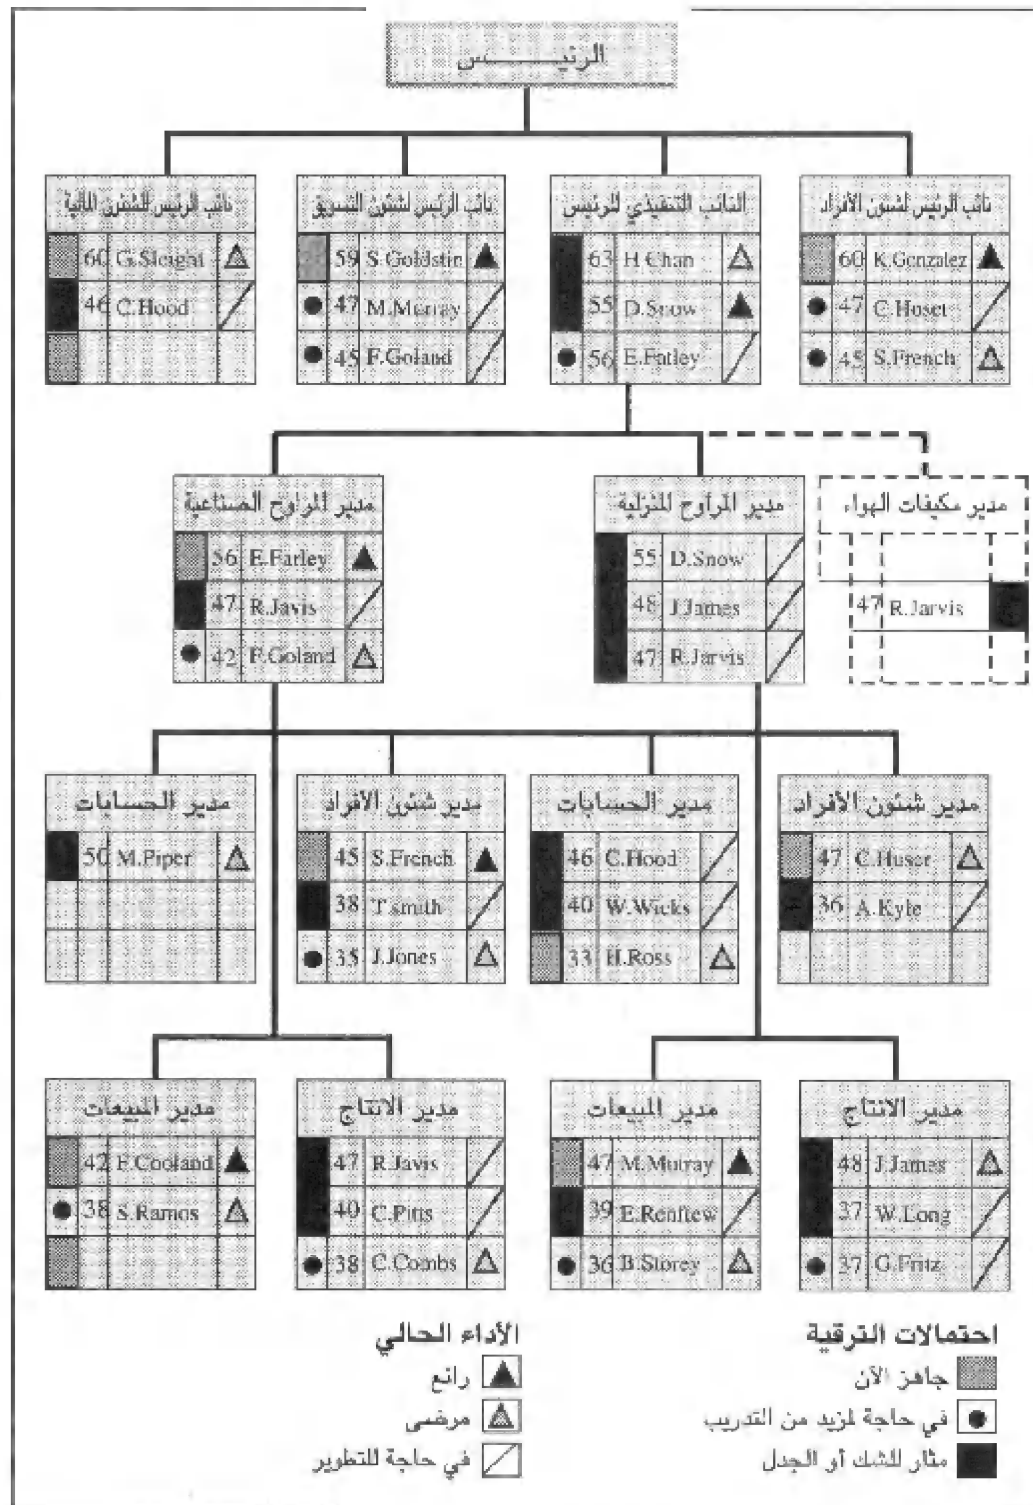 الرئيـــــــس
نائب الرئيس لشئون الأفراد
60 K.Gonzalez
47 C.Huset
45 S.French
النائب التنفيذي للرئيس
63 H.Chan
55 D.Snow
56 E.Fatley
نائب الرئيس لشئون التسويق
59 S.Goldstin
47 M.Murray
45 F.Goland
نائب الرئيس للشئون المالية
60 G.Sleight
46 C.Hood
مدير مكيفات الهواء
47 R.Jarvis
مدير المراوح المنزلية
55 D.Snow
48 J.James
47 R.Jarvis
مدير المراوح الصناعية
56 E.Farley
47 R.Javis
42 F.Goland
مدير شئون الأفراد
47 C.Huser
36 A.Kyle
مدير الحسابات
46 C.Hood
40 W.Wicks
33 H.Ross
مدير شئون الأفراد
45 S.French
38 T.smith
35 J.Jones
مدير الحسابات
50 M.Piper
مدير الانتاج
48 J.James
37 W.Long
37 G.Fritz
مدير المبيعات
47 M.Mutray
39 E.Renftew
36 B.Storey
مدير الانتاج
47 R.Javis
40 C.Pitts
38 C.Combs
مدير المبيعات
42 F.Cooland
38 S.Ramos
احتمالات الترقية
جاهز الآن
في حاجة لمزيد من التدريب
مثار للشك أو الجدل
الأداء الحالي
رائع
مرضى
في حاجة للتطوير